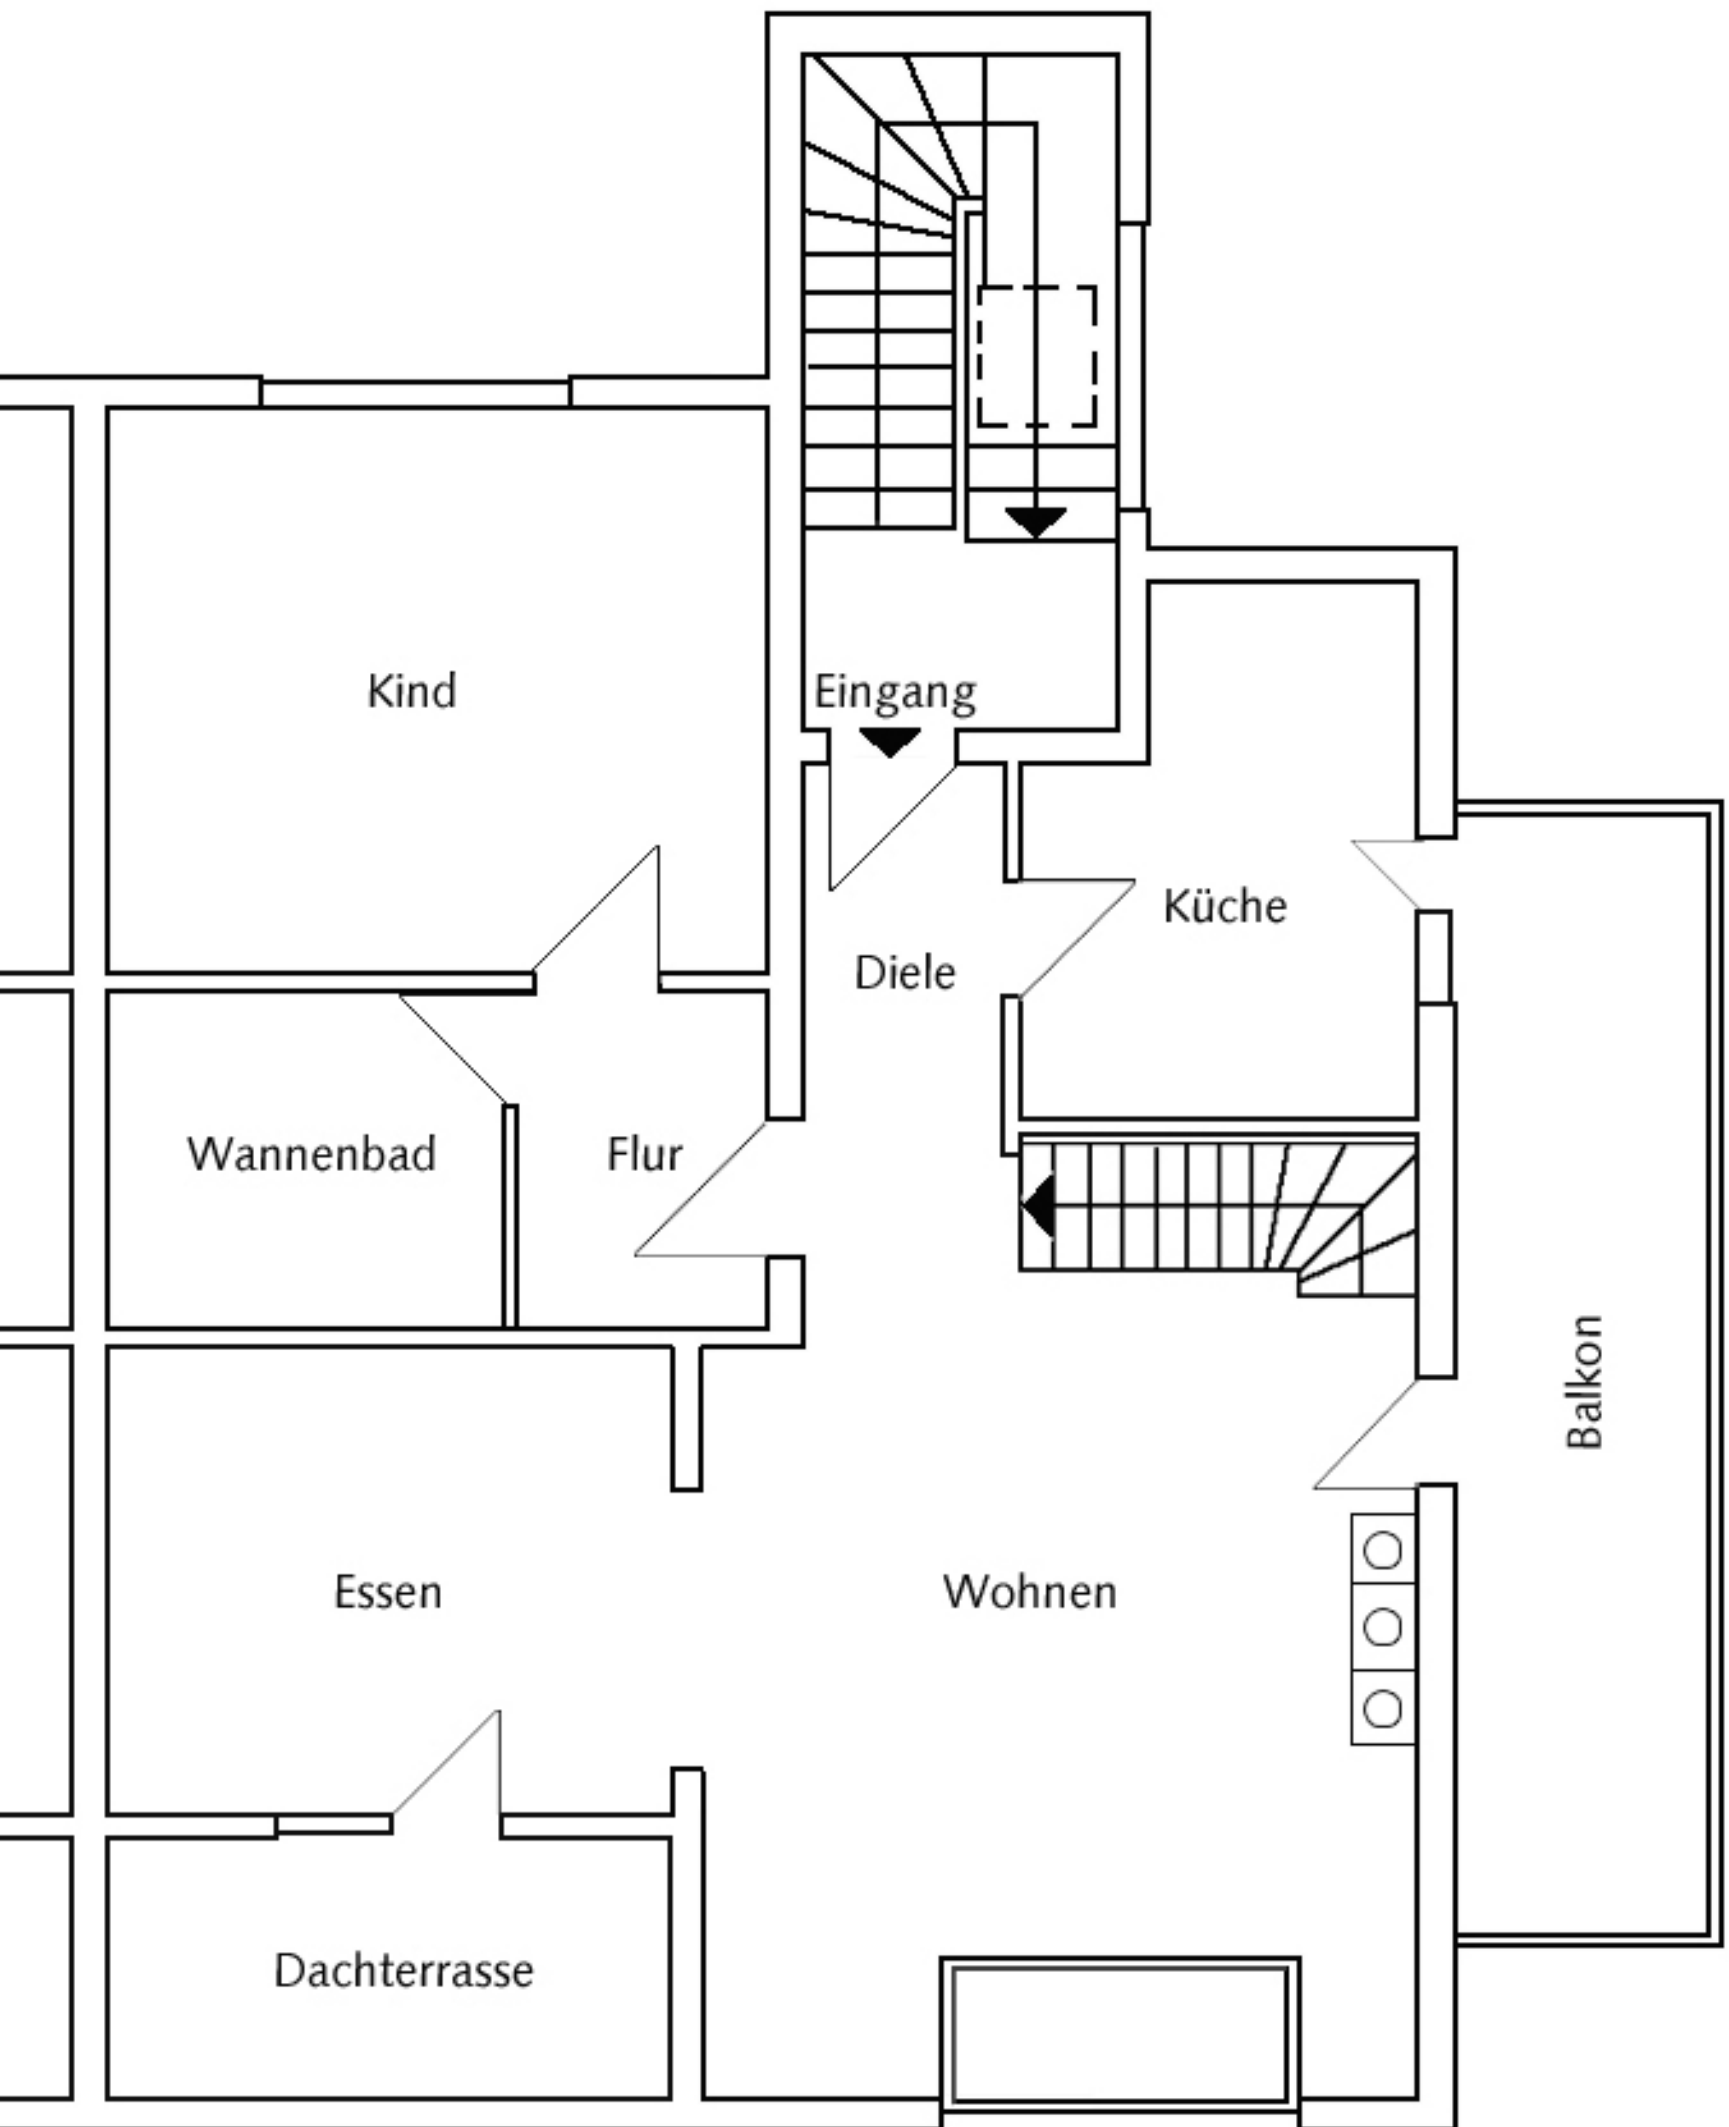 Kind
Eingang
Küche
Diele
Wannenbad
Flur
Balkon
Essen
Wohnen
Dachterrasse